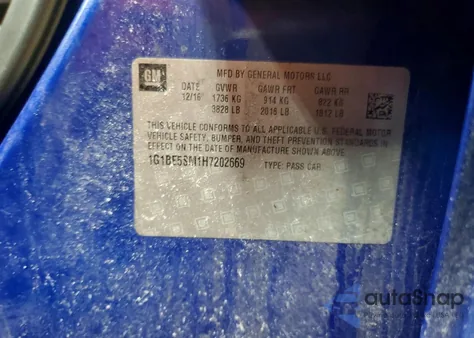 GM
MFD BY GENERAL MOTORS LLC
DATE GVWR GAWR FRT GAWR RR
12/16 1736 KG 914 KG 822 KG
3828 LB 2016 LB 1812 LB
THIS VEHICLE CONFORMS TO ALL APPLICABLE U.S. FEDERAL MOTOR
VEHICLE SAFETY, BUMPER, AND THEFT PREVENTION STANDARDS
IN EFFECT ON THE DATE OF MANUFACTURE SHOWN ABOVE.
1G1BE5SM1H7202669 TYPE: PASS CAR
autoSnap